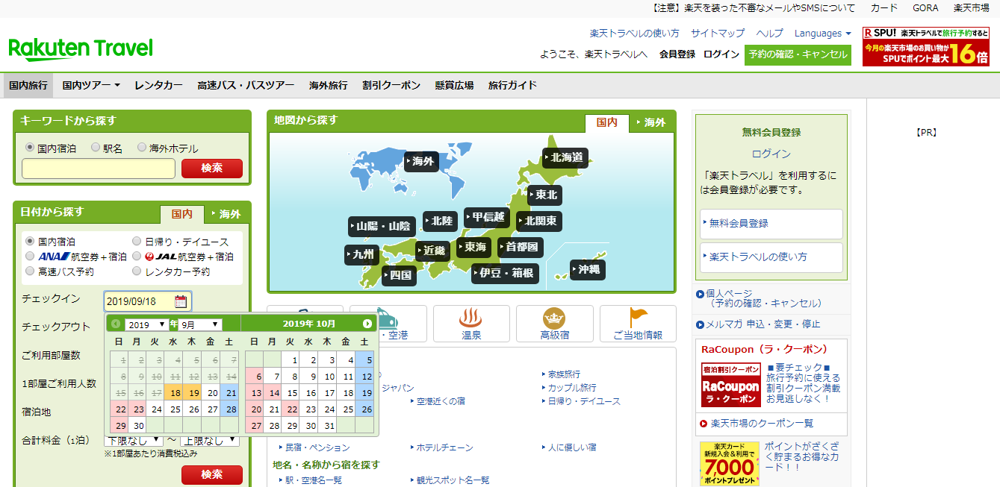 【注意】楽天を装った不審なメールやSMSについて カード GORA 楽天市場
Rakuten Travel
楽天トラベルの使い方 サイトマップ ヘルプ Languages
ようこそ、楽天トラベルへ 会員登録 ログイン 予約の確認・キャンセル
R SPU! 楽天トラベルで旅行予約すると
今月の楽天市場のお買い物が
SPUでポイント最大16倍
国内旅行 国内ツアー レンタカー 高速バス・バスツアー 海外旅行 割引クーポン 懸賞広場 旅行ガイド
キーワードから探す
国内宿泊 駅名 海外ホテル
検索
日付から探す 国内 海外
国内宿泊 日帰り・デイユース
ANA航空券+宿泊 JAL航空券+宿泊
高速バス予約 レンタカー予約
チェックイン 2019/09/18
チェックアウト
ご利用部屋数
1部屋ご利用人数
宿泊地
合計料金(1泊) 下限なし ~ 上限なし
※1部屋あたり消費税込み
検索
2019 年 9月
日 月 火 水 木 金 土
1 2 3 4 5 6 7
8 9 10 11 12 13 14
15 16 17 18 19 20 21
22 23 24 25 26 27 28
29 30
2019年 10月
日 月 火 水 木 金 土
1 2 3 4 5
6 7 8 9 10 11 12
13 14 15 16 17 18 19
20 21 22 23 24 25 26
27 28 29 30 31
地図から探す 国内 海外
海外
北海道
東北
山陽・山陰 北陸 甲信越 北関東
九州 近畿 東海 首都圏
四国 伊豆・箱根 沖縄
・空港 温泉 高級宿 ご当地情報
の 家族旅行
ジャパン カップル旅行
空港近くの宿 日帰り・デイユース
民宿・ペンション ホテルチェーン 人に優しい宿
地名・名称から宿を探す
駅・空港名一覧 観光スポット名一覧
無料会員登録
ログイン
「楽天トラベル」を利用するに
は会員登録が必要です。
無料会員登録
楽天トラベルの使い方
個人ページ
(予約の確認・キャンセル)
メルマガ 申込・変更・停止
RaCoupon(ラ・クーポン)
宿泊割引クーポン
RaCoupon
ラ・クーポン
■要チェック■
旅行予約に使える
割引クーポン満載
お見逃しなく!
楽天市場のクーポン一覧
楽天カード
新規入会&利用で
7000
ポイントプレゼント
ポイントがざくざ
く貯まるお得なカ
ード!!
【PR】